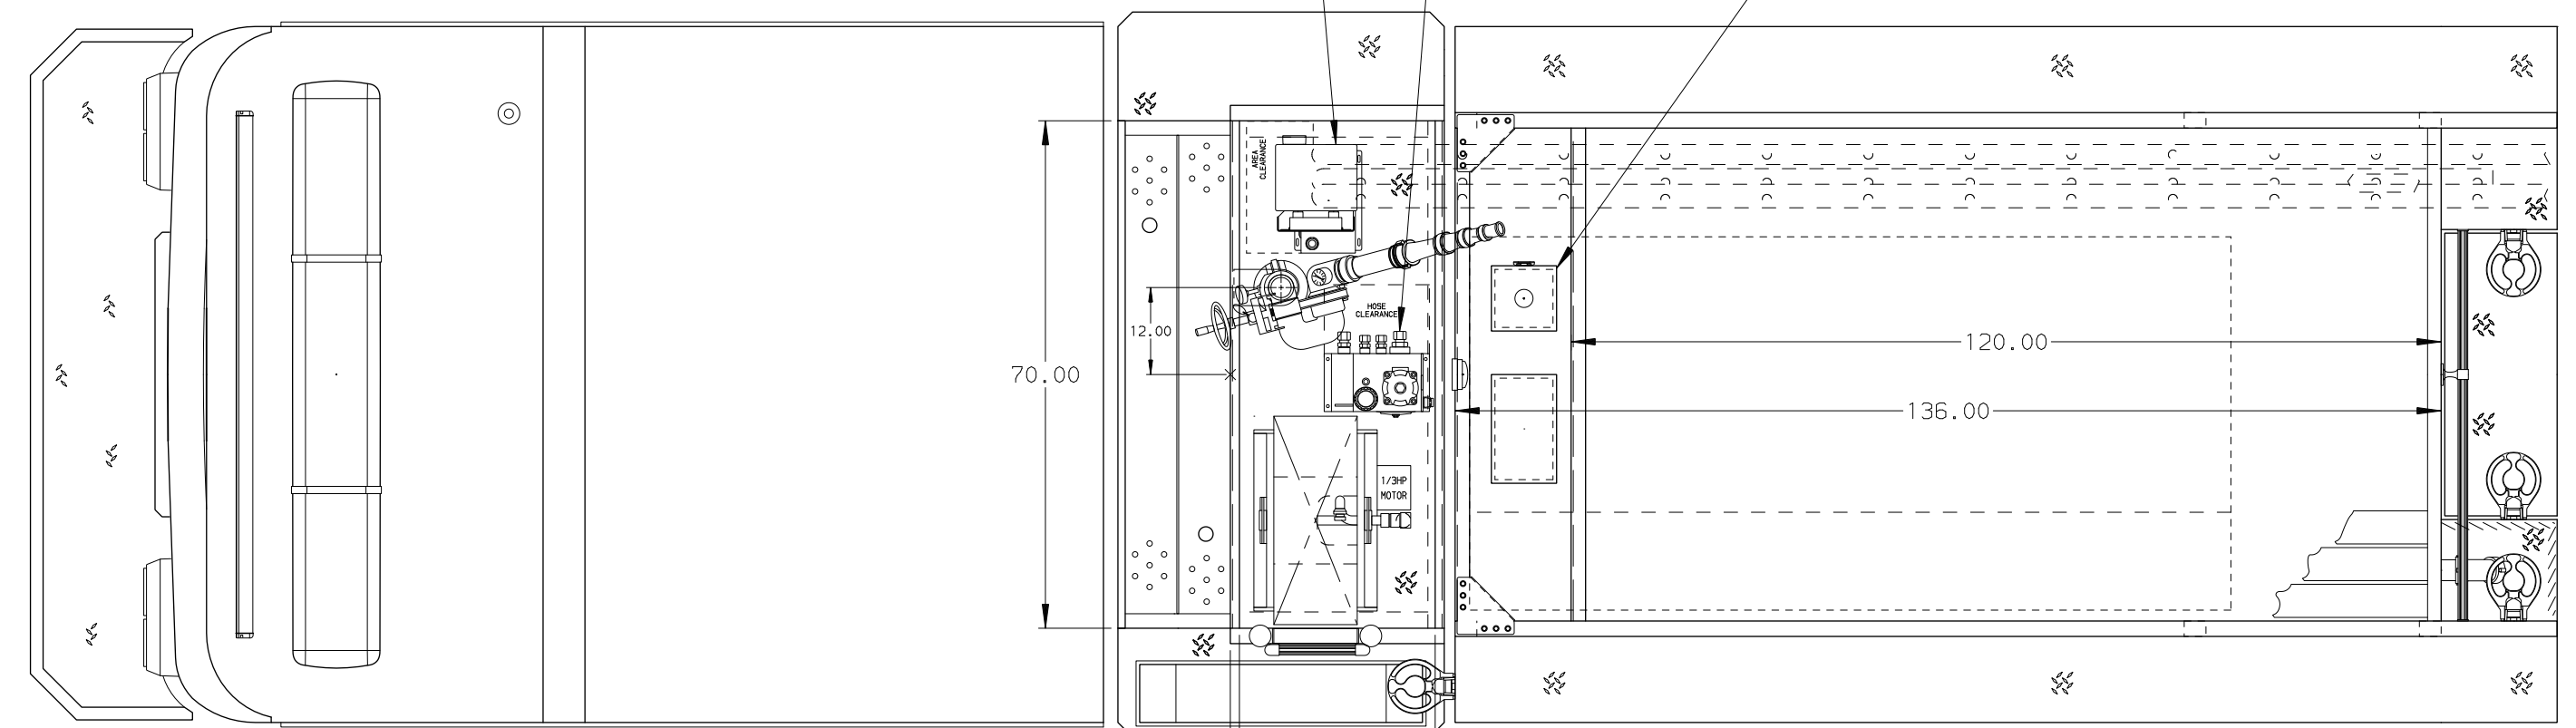 AREA
CLEARANCE
HOSE
CLEARANCE
12.00
70.00
120.00
136.00
1/3HP
MOTOR